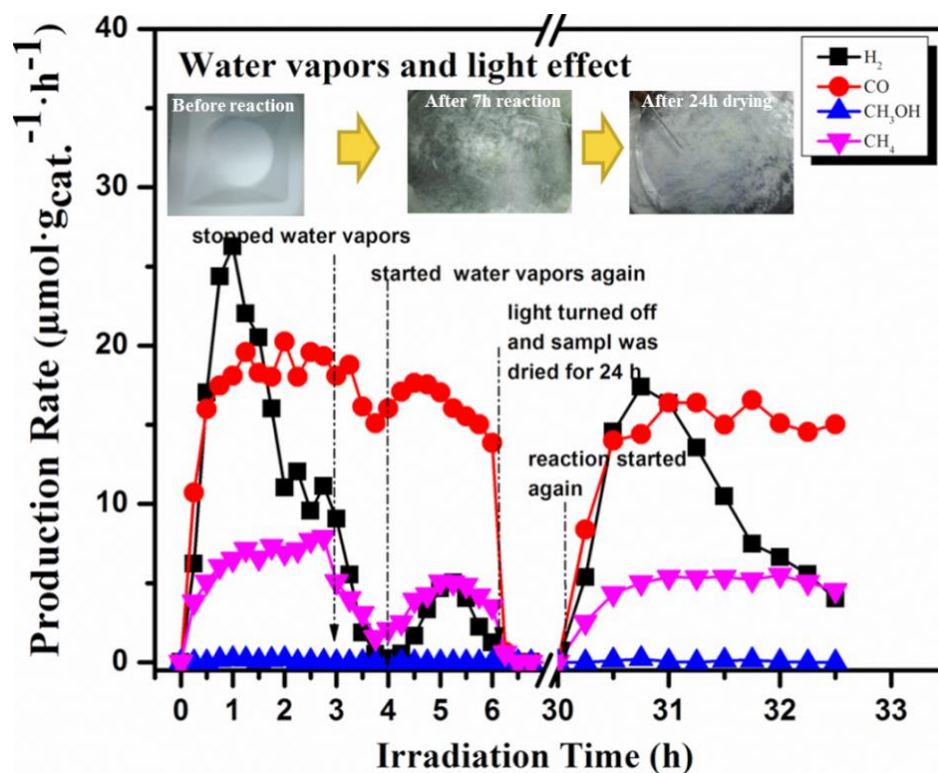 Water vapors and light effect
Before reaction
After 7h reaction
After 24h drying
H₂
CO
CH₃OH
CH₄
stopped water vapors
started water vapors again
light turned off
and sampl was
dried for 24 h
reaction started
again
Production Rate (μmol·gcat.⁻¹·h⁻¹)
40
30
20
10
0
0 1 2 3 4 5 6 30 31 32 33
Irradiation Time (h)